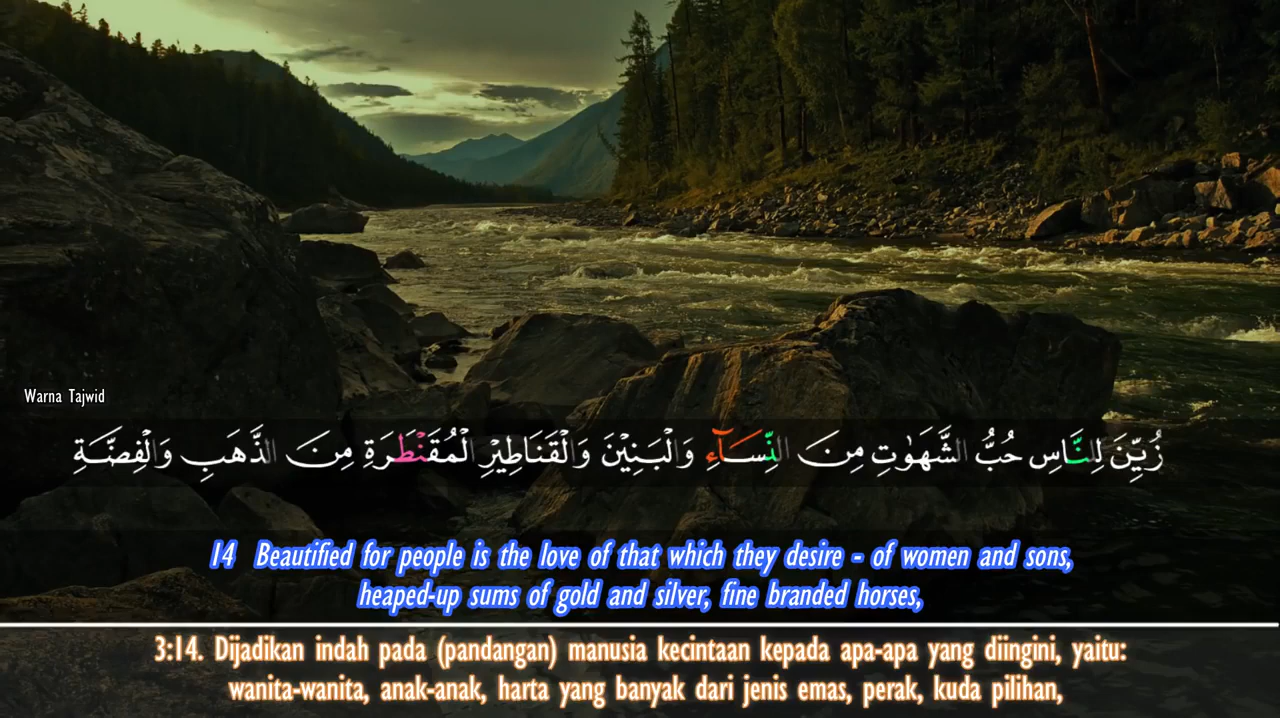 Warna Tajwid
زُيِّنَ لِلنَّاسِ حُبُّ الشَّهَوٰتِ مِنَ النِّسَآءِ وَالْبَنِيْنَ وَالْقَنَاطِيْرِ الْمُقَنْطَرَةِ مِنَ الذَّهَبِ وَالْفِضَّةِ
14 Beautified for people is the love of that which they desire - of women and sons,
heaped-up sums of gold and silver, fine branded horses,
3:14. Dijadikan indah pada (pandangan) manusia kecintaan kepada apa-apa yang diingini, yaitu:
wanita-wanita, anak-anak, harta yang banyak dari jenis emas, perak, kuda pilihan,